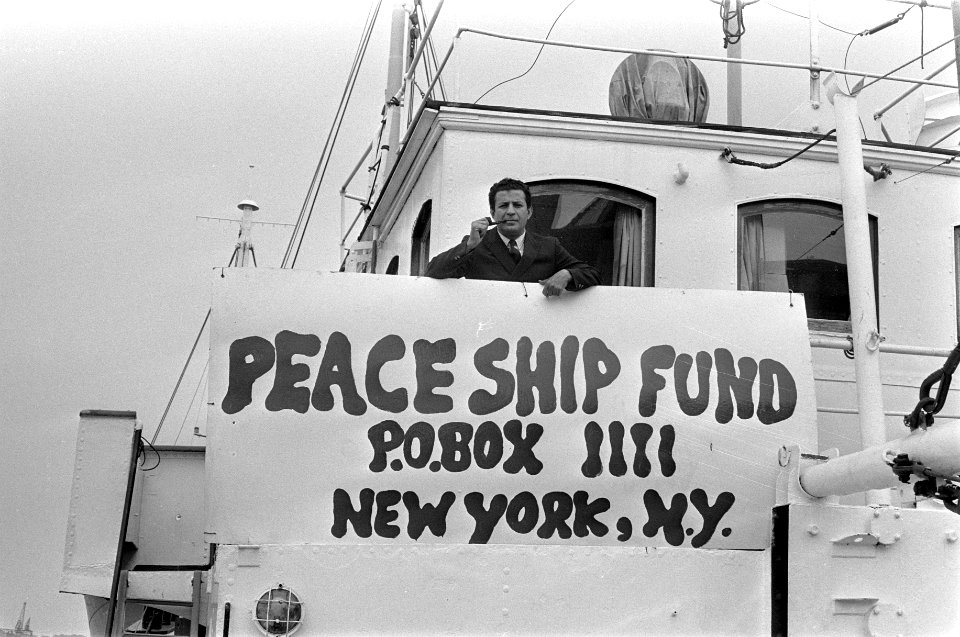 PEACE SHIP FUND
P.O.BOX 1111
NEW YORK, N.Y.